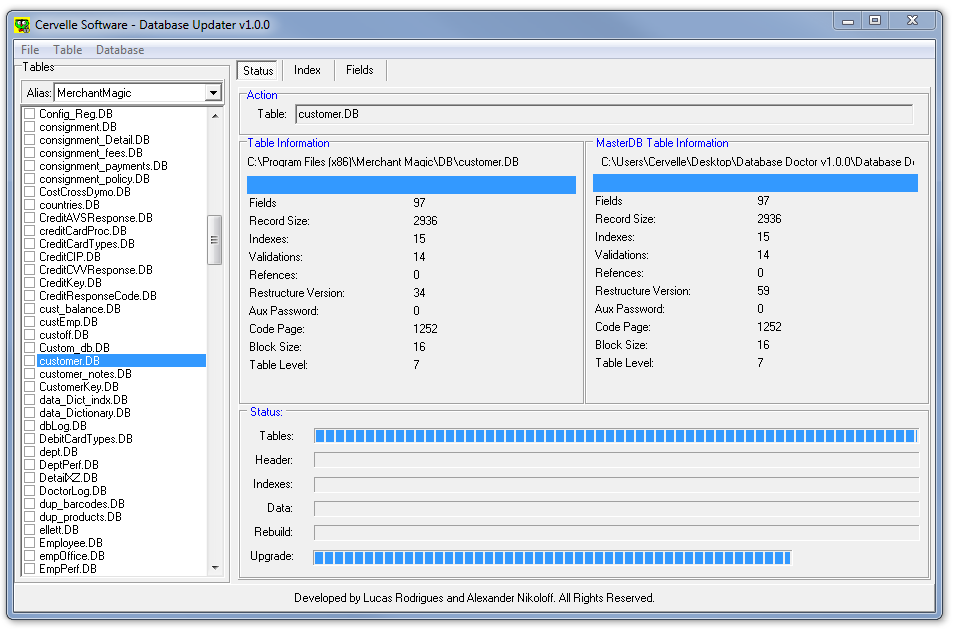 Cervelle Software - Database Updater v1.0.0
File Table Database
Tables
Alias: MerchantMagic
Config_Reg.DB
consignment.DB
consignment_Detail.DB
consignment_fees.DB
consignment_payments.DB
consignment_policy.DB
CostCrossDymo.DB
countries.DB
CreditAVSResponse.DB
creditCardProc.DB
CreditCardTypes.DB
CreditCIP.DB
CreditCVVResponse.DB
CreditKey.DB
CreditResponseCode.DB
cust_balance.DB
custEmp.DB
custoff.DB
Custom_db.DB
customer.DB
customer_notes.DB
CustomerKey.DB
data_Dict_indx.DB
data_Dictionary.DB
dbLog.DB
DebitCardTypes.DB
dept.DB
DeptPerf.DB
DetailXZ.DB
DoctorLog.DB
dup_barcodes.DB
dup_products.DB
ellett.DB
Employee.DB
empOffice.DB
EmpPerf.DB
Status Index Fields
Action
Table: customer.DB
Table Information
C:\Program Files (x86)\Merchant Magic\DB\customer.DB
Fields 97
Record Size: 2936
Indexes: 15
Validations: 14
Refences: 0
Restructure Version: 34
Aux Password: 0
Code Page: 1252
Block Size: 16
Table Level: 7
MasterDB Table Information
C:\Users\Cervelle\Desktop\Database Doctor v1.0.0\Database Do
Fields 97
Record Size: 2936
Indexes: 15
Validations: 14
Refences: 0
Restructure Version: 59
Aux Password: 0
Code Page: 1252
Block Size: 16
Table Level: 7
Status:
Tables:
Header:
Indexes:
Data:
Rebuild:
Upgrade:
Developed by Lucas Rodrigues and Alexander Nikoloff. All Rights Reserved.